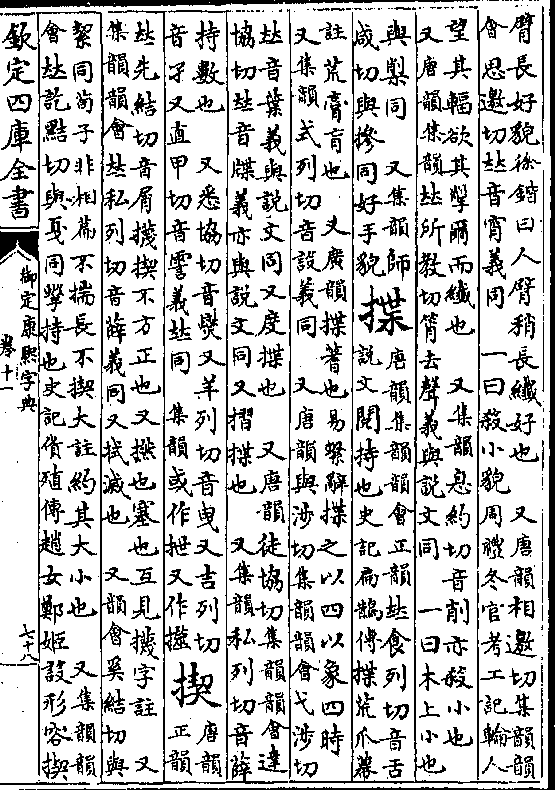 臂長好貌徐鍇曰人臂稍長纖好也 又唐韻相邀切集韻韻
會思邀切𠀤音宵義同 一曰殺小貌周禮冬官考工記輪人
望其輻欲其揱爾而纖也 又集韻息約切音削亦殺小也
又唐韻集韻𠀤所教切筲去聲義與說文同 一曰木上小也
與同 又集韻師
咸切與摻同好手貌
揲
唐韻集韻韻會正韻𠀤食列切音舌
說文閱持也史記扁鵲傳揲荒爪幕
註荒膏肓也 又廣韻揲蓍也易繫辭揲之以四以象四時
又集韻式列切音設義同 又唐韻與涉切集韻韻會弋涉切
𠀤音葉義與說文同又度揲也 又唐韻徒協切集韻韻會達
協切𠀤音牒義亦與說文同又摺揲也 又集韻私列切音薛
持數也 又悉協切音燮又羊列切音曳又吉列切
音孑又直甲切音霅義𠀤同 集韻或作抴又作擛
揳
唐韻
正韻
𠀤先結切音屑㩢揳不方正也又㩢也塞也互見㩢字註 又
集韻韻會𠀤私列切音薛義同又拭滅也 又韻會奚結切與
絜同荀子非相篇不揣長不揳大註約其大小也 又集韻韻
會𠀤訖黠切與戛同擊持也史記貨殖傳趙女鄭姬設形容揳
欽定四庫全書
御定康熙字典
卷十一
七十八